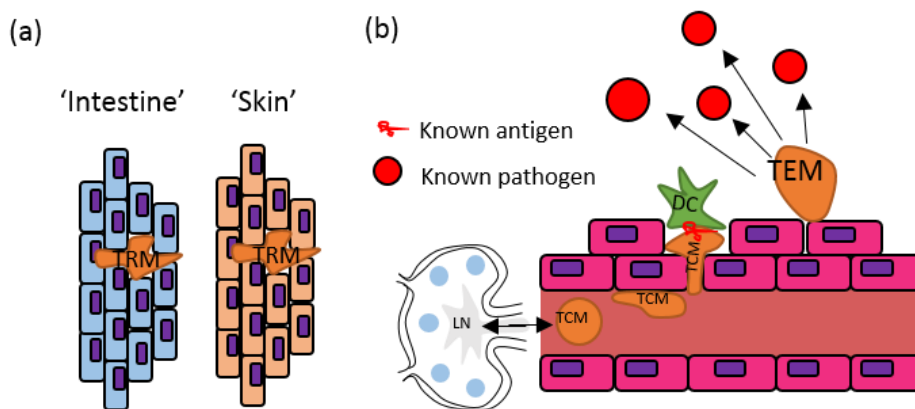 (a)
'Intestine'
'Skin'
TRM
TRM
(b)
Known antigen
Known pathogen
TEM
DC
TCM
TCM
TCM
LN